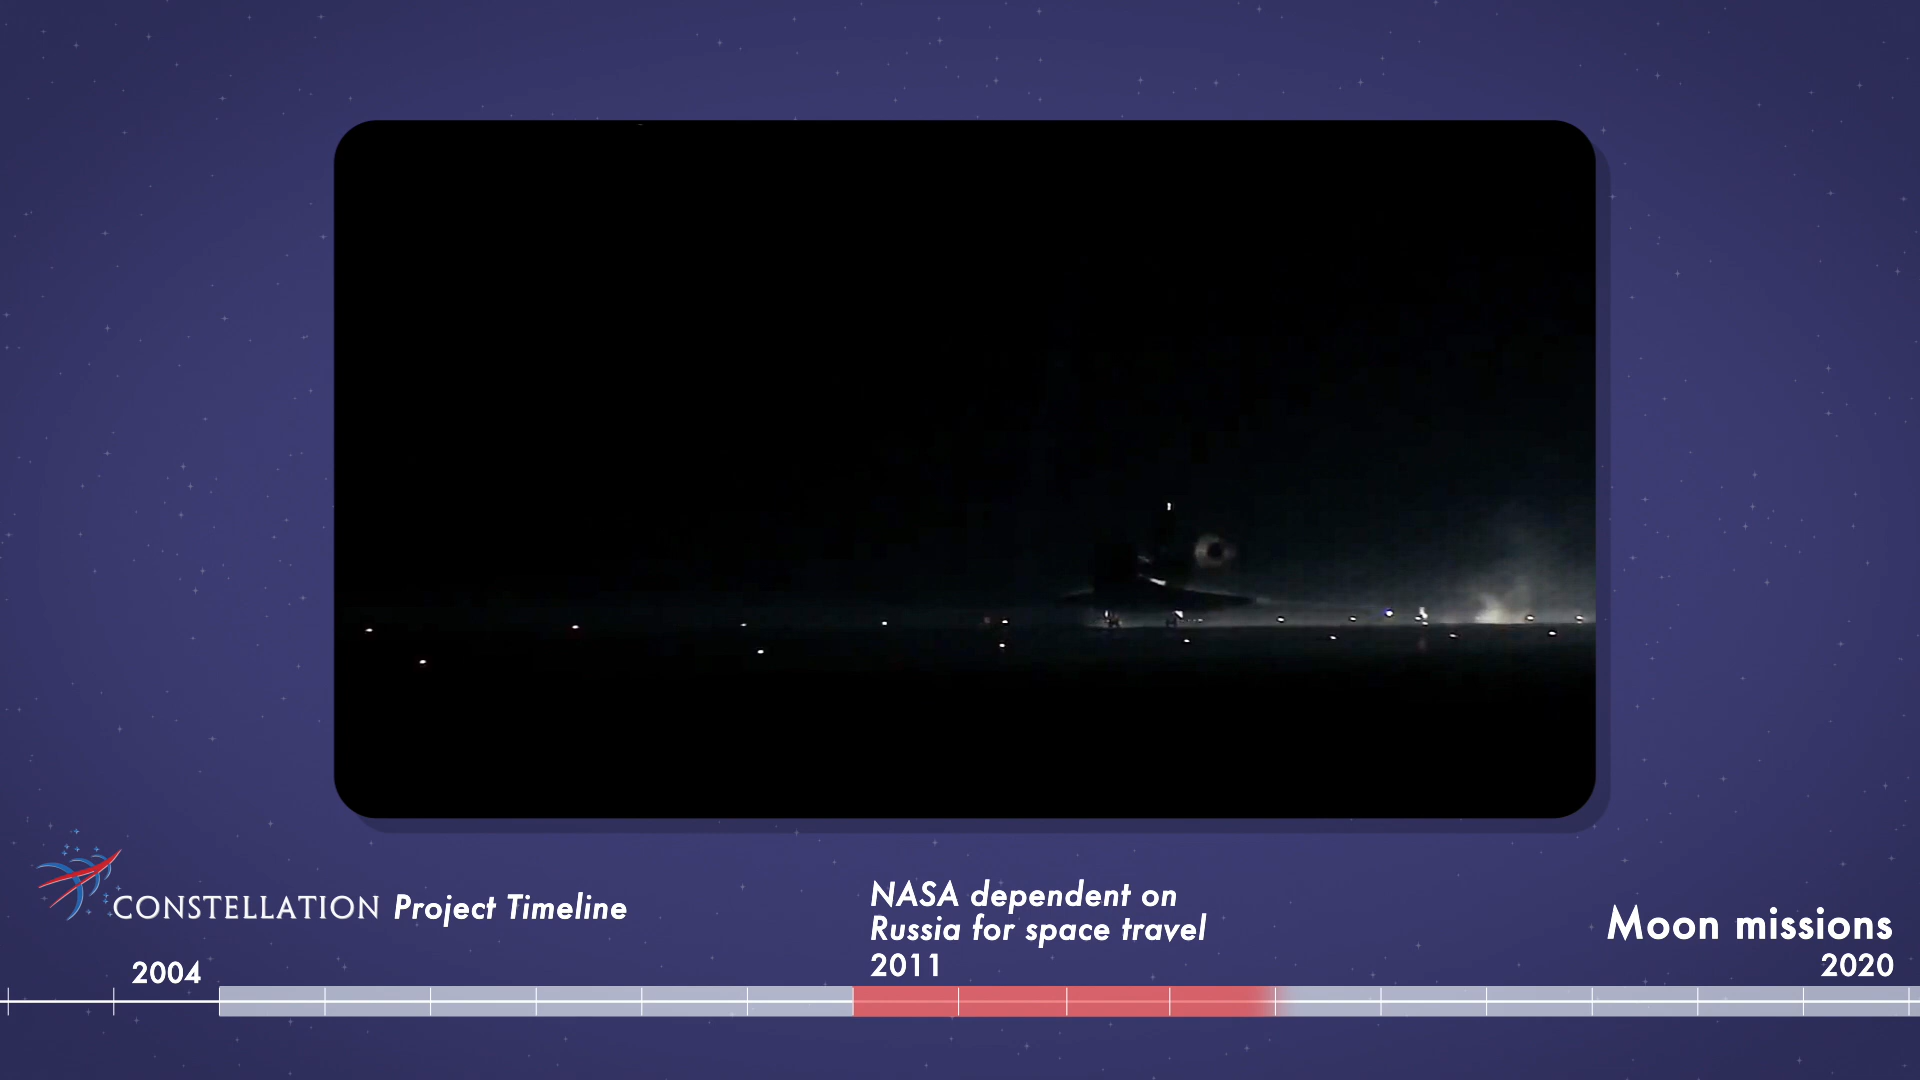 CONSTELLATION Project Timeline
2004
NASA dependent on
Russia for space travel
2011
Moon missions
2020